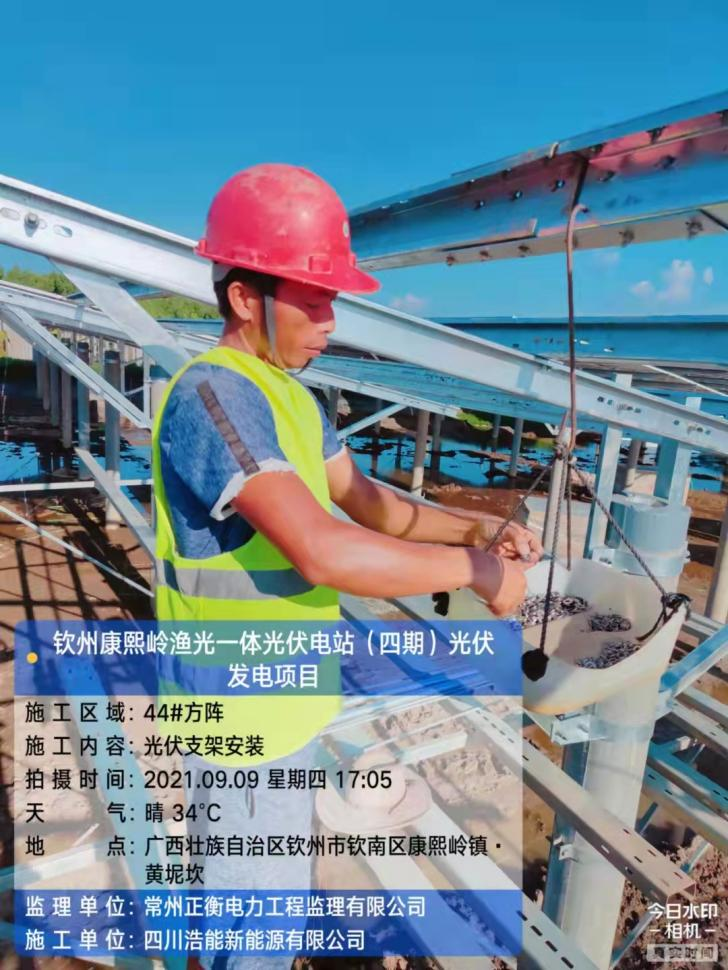 钦州康熙岭渔光一体光伏电站（四期）光伏
发电项目
施工区域：44#方阵
施工内容：光伏支架安装
拍摄时间：2021.09.09 星期四 17:05
天气：晴 34℃
地点：广西壮族自治区钦州市钦南区康熙岭镇·
黄坭坎
监理单位：常州正衡电力工程监理有限公司
施工单位：四川浩能新能源有限公司
今日水印
-相机-
真实时间